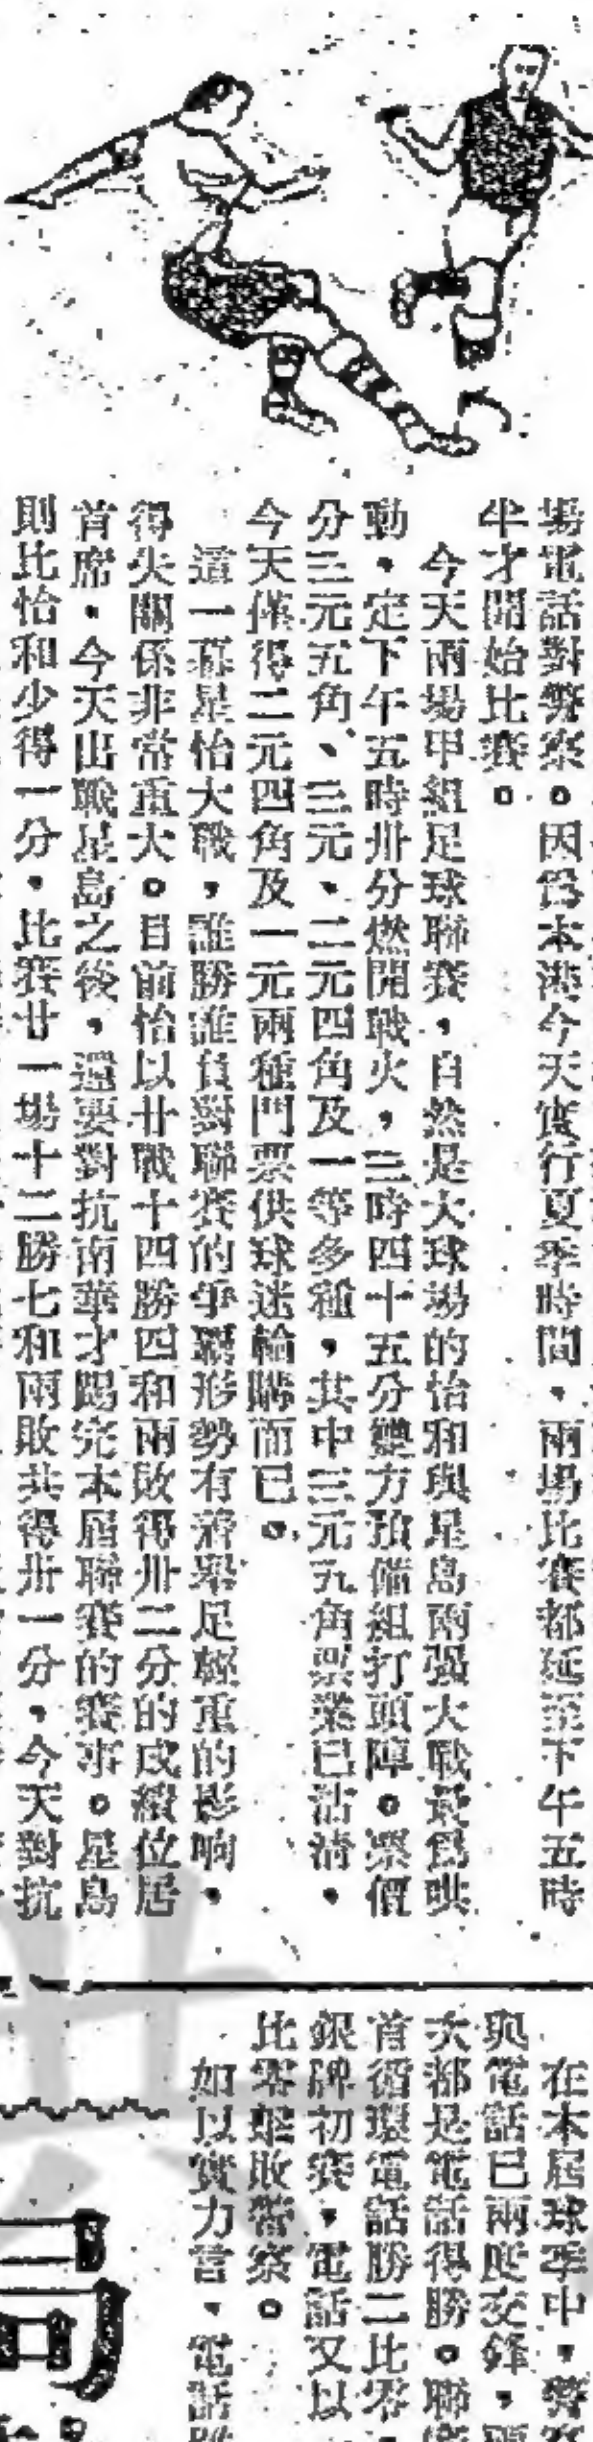 場電話對警察。因爲本港今天實行夏季時間，兩場比賽都延至下午五時
半才開始比賽。
今天兩場甲組足球聯賽，自然是大球場的怡和與星島兩强大戰最爲哄
動，定下午五時卅分燃開戰火，三時四十五分雙方預備組打頭陣。票價
分三元五角、三元、二元四角及一等多種，其中三元五角票業已沽清，
今天僅得二元四角及一元兩種門票供球迷輪購而已。
這一幕星怡大戰，誰勝誰負對聯賽的爭霸形勢有着舉足輕重的影响，
得失關係非常重大。目前怡以廿戰十四勝四和兩敗得卅二分的成績位居
首席，今天出戰星島之後，還要對抗南華才踢完本屆聯賽的賽事。星島
則比怡和少得一分，比賽廿一場十二勝七和兩敗共得卅一分，今天對抗
在本屆球季中，警察
與電話已兩度交鋒，
次都是電話得勝。聯
首循環電話勝二比零，
銀牌初賽，電話又以
比零擊敗警察。
如以實力言，電話
司